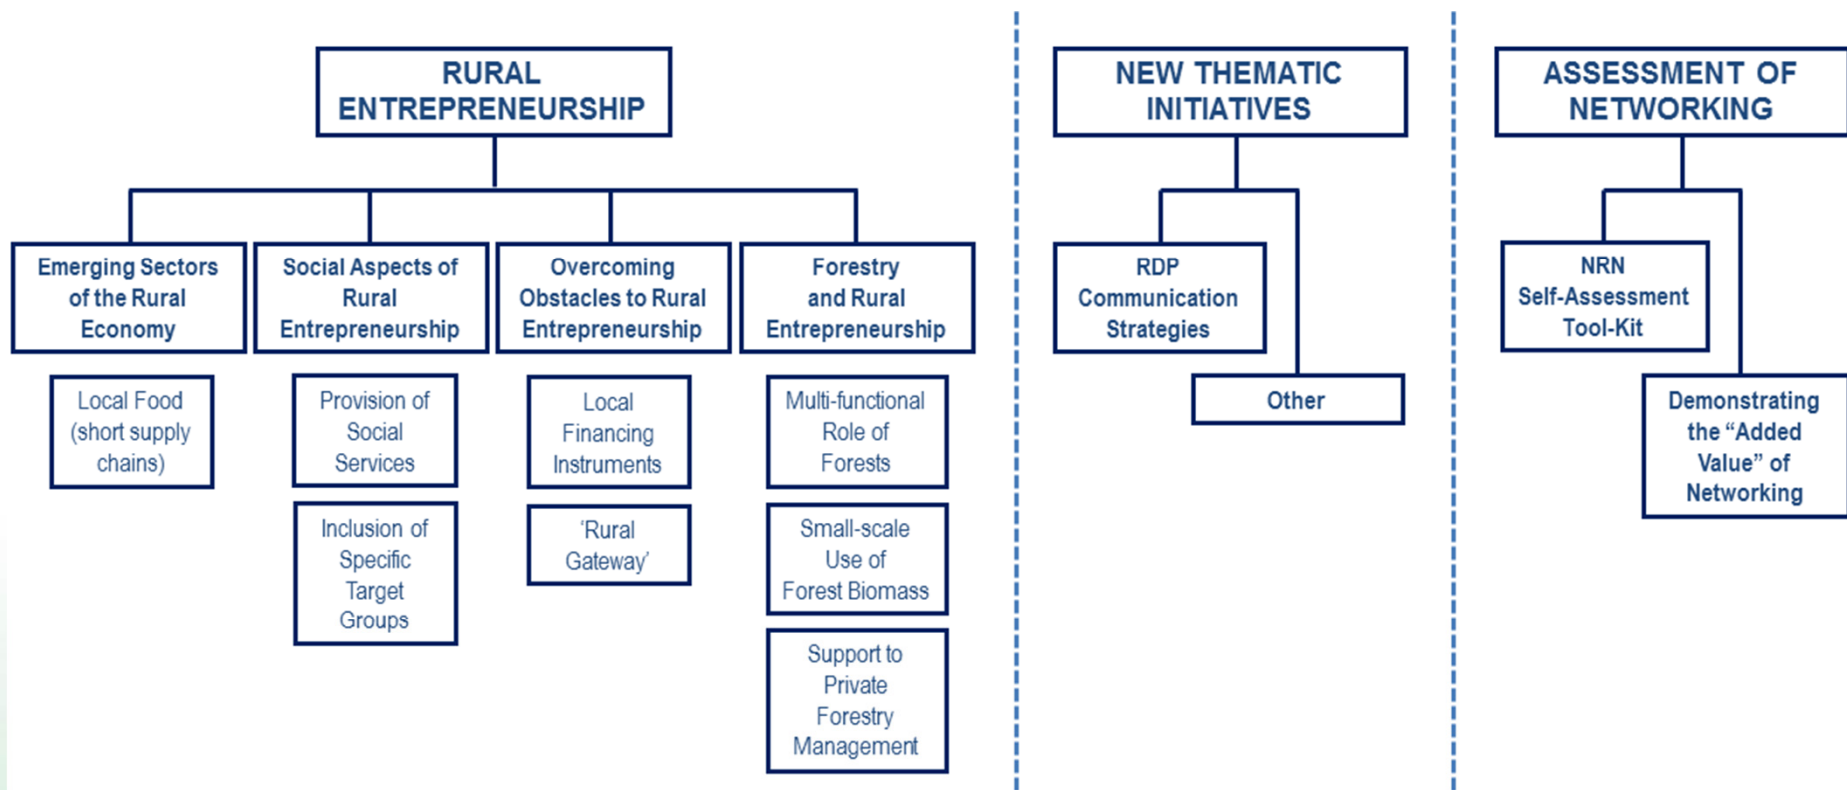 RURAL
ENTREPRENEURSHIP
Emerging Sectors
of the Rural
Economy
Local Food
(short supply
chains)
Social Aspects of
Rural
Entrepreneurship
Provision of
Social
Services
Inclusion of
Specific
Target
Groups
Overcoming
Obstacles to Rural
Entrepreneurship
Local
Financing
Instruments
‘Rural
Gateway’
Forestry
and Rural
Entrepreneurship
Multi-functional
Role of
Forests
Small-scale
Use of
Forest Biomass
Support to
Private
Forestry
Management
NEW THEMATIC
INITIATIVES
RDP
Communication
Strategies
Other
ASSESSMENT OF
NETWORKING
NRN
Self-Assessment
Tool-Kit
Demonstrating
the “Added
Value” of
Networking